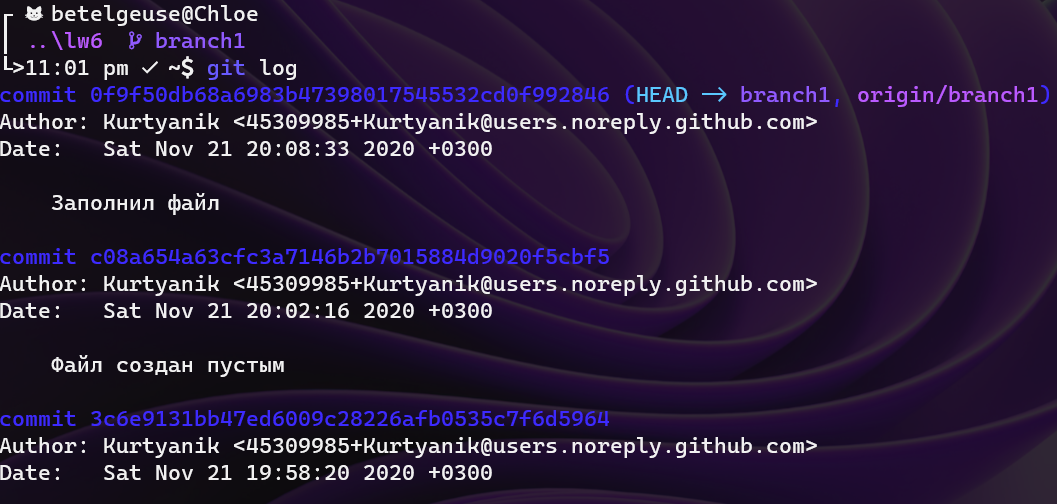 betelgeuse@Chloe
..\lw6 branch1
└>11:01 pm ✓ ~$ git log
commit 0f9f50db68a6983b47398017545532cd0f992846 (HEAD -> branch1, origin/branch1)
Author: Kurtyanik <45309985+Kurtyanik@users.noreply.github.com>
Date:   Sat Nov 21 20:08:33 2020 +0300
    Заполнил файл
commit c08a654a63cfc3a7146b2b7015884d9020f5cbf5
Author: Kurtyanik <45309985+Kurtyanik@users.noreply.github.com>
Date:   Sat Nov 21 20:02:16 2020 +0300
    Файл создан пустым
commit 3c6e9131bb47ed6009c28226afb0535c7f6d5964
Author: Kurtyanik <45309985+Kurtyanik@users.noreply.github.com>
Date:   Sat Nov 21 19:58:20 2020 +0300